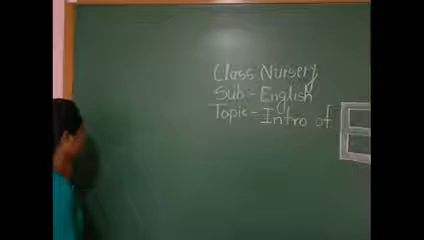 Class Nursery
Sub - English
Topic = Intro of